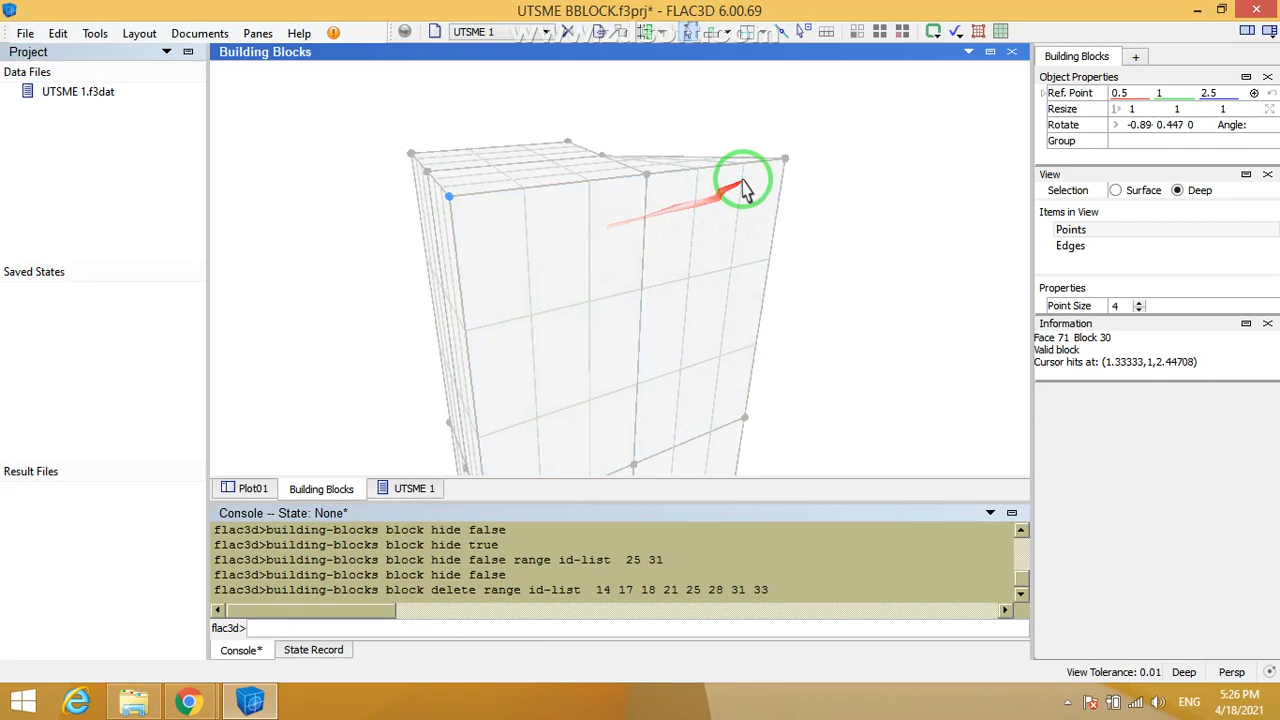 UTSME BBLOCK.f3prj* - FLAC3D 6.00.69
File Edit Tools Layout Documents Panes Help
UTSME 1
Project
Data Files
UTSME 1.f3dat
Saved States
Result Files
Building Blocks
Plot01 Building Blocks UTSME 1
Console -- State: None*
flac3d>building-blocks block hide false
flac3d>building-blocks block hide true
flac3d>building-blocks block hide false range id-list 25 31
flac3d>building-blocks block hide false
flac3d>building-blocks block delete range id-list 14 17 18 21 25 28 31 33
flac3d>
Console* State Record
Building Blocks +
Object Properties
Ref. Point 0.5 1 2.5
Resize 1 1 1
Rotate -0.89 0.447 0 Angle:
Group
View
Selection Surface Deep
Items in View
Points
Edges
Properties
Point Size 4
Information
Face 71 Block 30
Valid block
Cursor hits at: (1.33333,1,2.44708)
View Tolerance: 0.01 Deep Persp
ENG
5:26 PM
4/18/2021